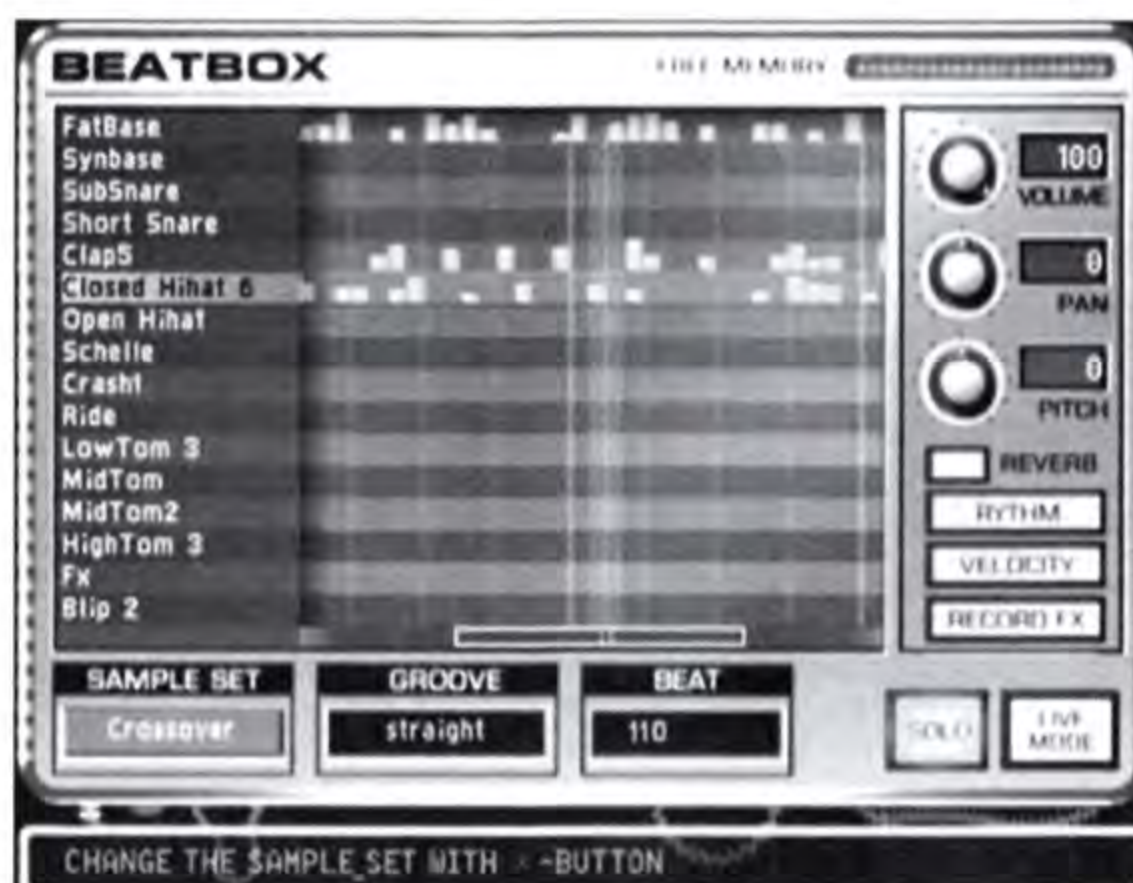 BEATBOX
FREE MEMORY
FatBase
Synbase
SubSnare
Short Snare
Clap5
Closed Hihat 6
Open Hihat
Schelle
Crash1
Ride
LowTom 3
MidTom
MidTom2
HighTom 3
Fx
Blip 2
100
VOLUME
0
PAN
0
PITCH
REVERB
RYTHM
VELOCITY
RECORD FX
SAMPLE SET
Crossover
GROOVE
straight
BEAT
110
SOLO
LIVE
MODE
CHANGE THE SAMPLE SET WITH × -BUTTON